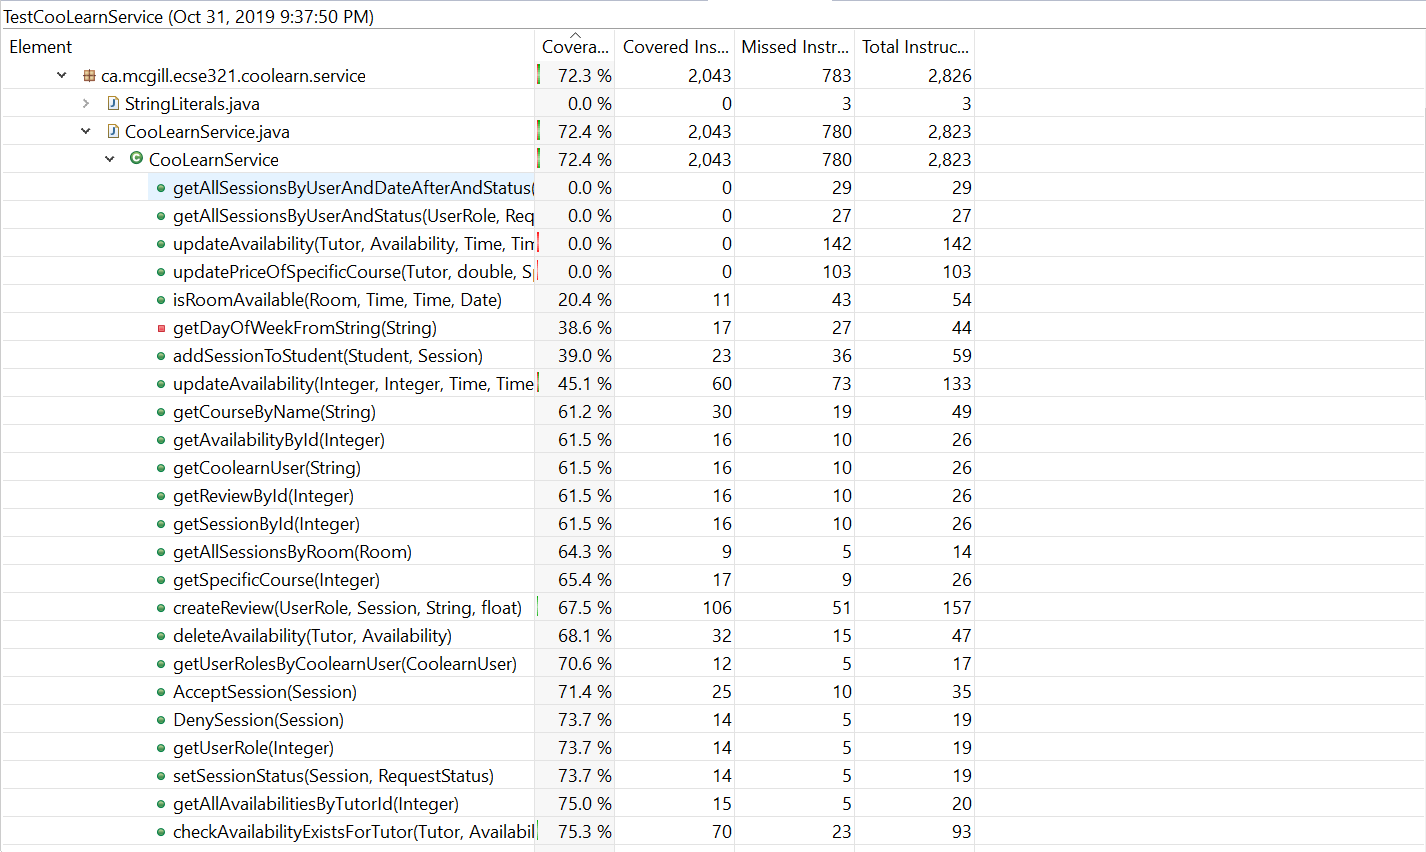 TestCooLearnService (Oct 31, 2019 9:37:50 PM)
Element Covera... Covered Ins... Missed Instr... Total Instruc...
ca.mcgill.ecse321.coolearn.service 72.3 % 2,043 783 2,826
StringLiterals.java 0.0 % 0 3 3
CooLearnService.java 72.4 % 2,043 780 2,823
CooLearnService 72.4 % 2,043 780 2,823
getAllSessionsByUserAndDateAfterAndStatus( 0.0 % 0 29 29
getAllSessionsByUserAndStatus(UserRole, Req 0.0 % 0 27 27
updateAvailability(Tutor, Availability, Time, Tim 0.0 % 0 142 142
updatePriceOfSpecificCourse(Tutor, double, Sp 0.0 % 0 103 103
isRoomAvailable(Room, Time, Time, Date) 20.4 % 11 43 54
getDayOfWeekFromString(String) 38.6 % 17 27 44
addSessionToStudent(Student, Session) 39.0 % 23 36 59
updateAvailability(Integer, Integer, Time, Time 45.1 % 60 73 133
getCourseByName(String) 61.2 % 30 19 49
getAvailabilityById(Integer) 61.5 % 16 10 26
getCoolearnUser(String) 61.5 % 16 10 26
getReviewById(Integer) 61.5 % 16 10 26
getSessionById(Integer) 61.5 % 16 10 26
getAllSessionsByRoom(Room) 64.3 % 9 5 14
getSpecificCourse(Integer) 65.4 % 17 9 26
createReview(UserRole, Session, String, float) 67.5 % 106 51 157
deleteAvailability(Tutor, Availability) 68.1 % 32 15 47
getUserRolesByCoolearnUser(CoolearnUser) 70.6 % 12 5 17
AcceptSession(Session) 71.4 % 25 10 35
DenySession(Session) 73.7 % 14 5 19
getUserRole(Integer) 73.7 % 14 5 19
setSessionStatus(Session, RequestStatus) 73.7 % 14 5 19
getAllAvailabilitiesByTutorId(Integer) 75.0 % 15 5 20
checkAvailabilityExistsForTutor(Tutor, Availabil 75.3 % 70 23 93